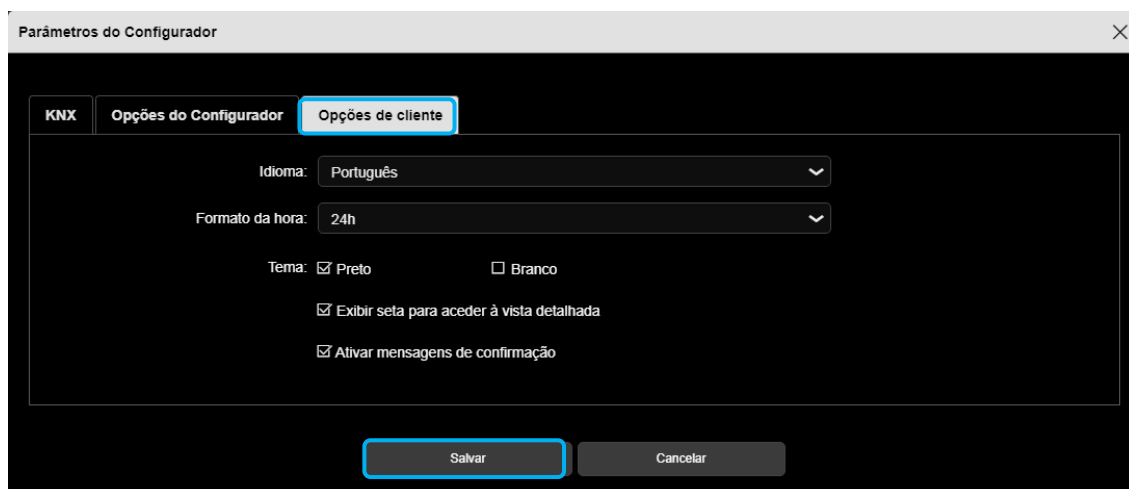 Parâmetros do Configurador
KNX Opções do Configurador Opções de cliente
Idioma: Português
Formato da hora: 24h
Tema: Preto Branco
Exibir seta para aceder à vista detalhada
Ativar mensagens de confirmação
Salvar Cancelar